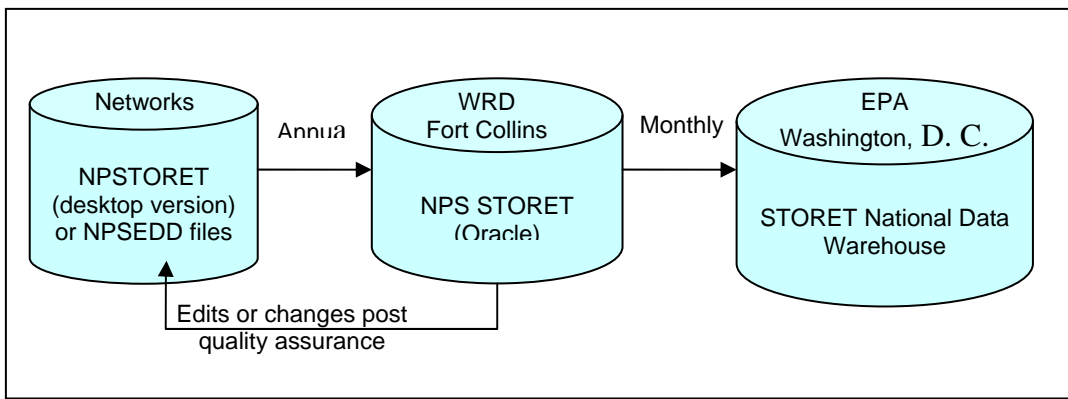 Networks
NPSTORET
(desktop version)
or NPSEDD files
Annua
WRD
Fort Collins
NPS STORET
(Oracle)
Monthly
EPA
Washington, D. C.
STORET National Data
Warehouse
Edits or changes post
quality assurance